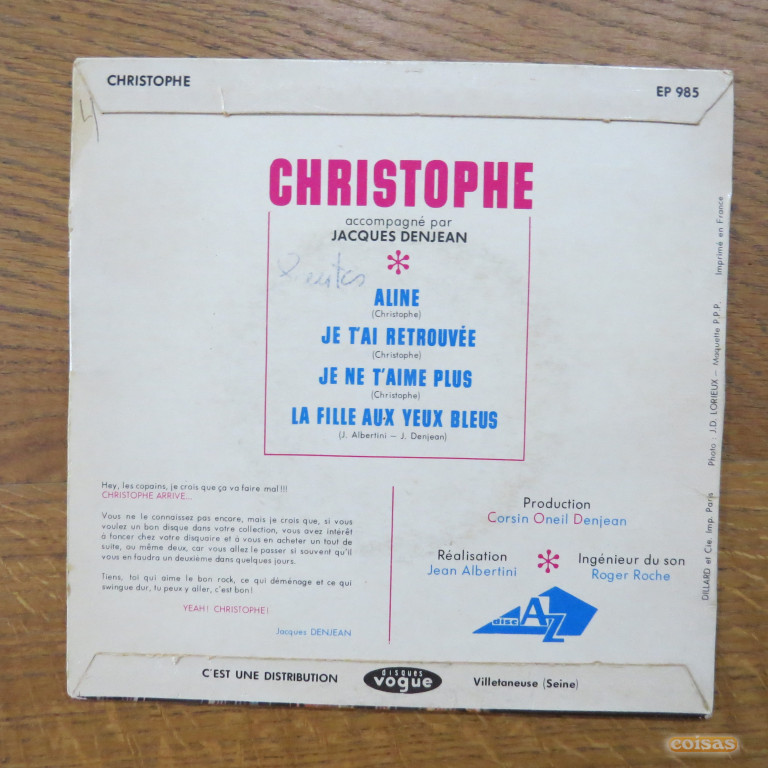 CHRISTOPHE
EP 985
CHRISTOPHE
accompagné par
JACQUES DENJEAN
ALINE
(Christophe)
JE T'AI RETROUVÉE
(Christophe)
JE NE T'AIME PLUS
(Christophe)
LA FILLE AUX YEUX BLEUS
(J. Albertini – J. Denjean)
Hey, les copains, je crois que ça va faire mal!!!
CHRISTOPHE ARRIVE...
Vous ne le connaissez pas encore, mais je crois que, si vous
voulez un bon disque dans votre collection, vous avez intérêt
à foncer chez votre disquaire et à vous en acheter un tout de
suite, ou même deux, car vous allez le passer si souvent qu'il
vous en faudra un deuxième dans quelques jours.
Tiens, toi qui aime le bon rock, ce qui déménage et ce qui
swingue dur, tu peux y aller, c'est bon!
YEAH! CHRISTOPHE!
Jacques DENJEAN
Production
Corsin Oneil Denjean
Réalisation
Jean Albertini
Ingénieur du son
Roger Roche
disc AZ
C'EST UNE DISTRIBUTION
disques
vogue
Villetaneuse (Seine)
DILLARD et Cie. Imp. Paris Photo : J.D. LORIEUX – Maquette P.P.P. Imprimé en France
coisas